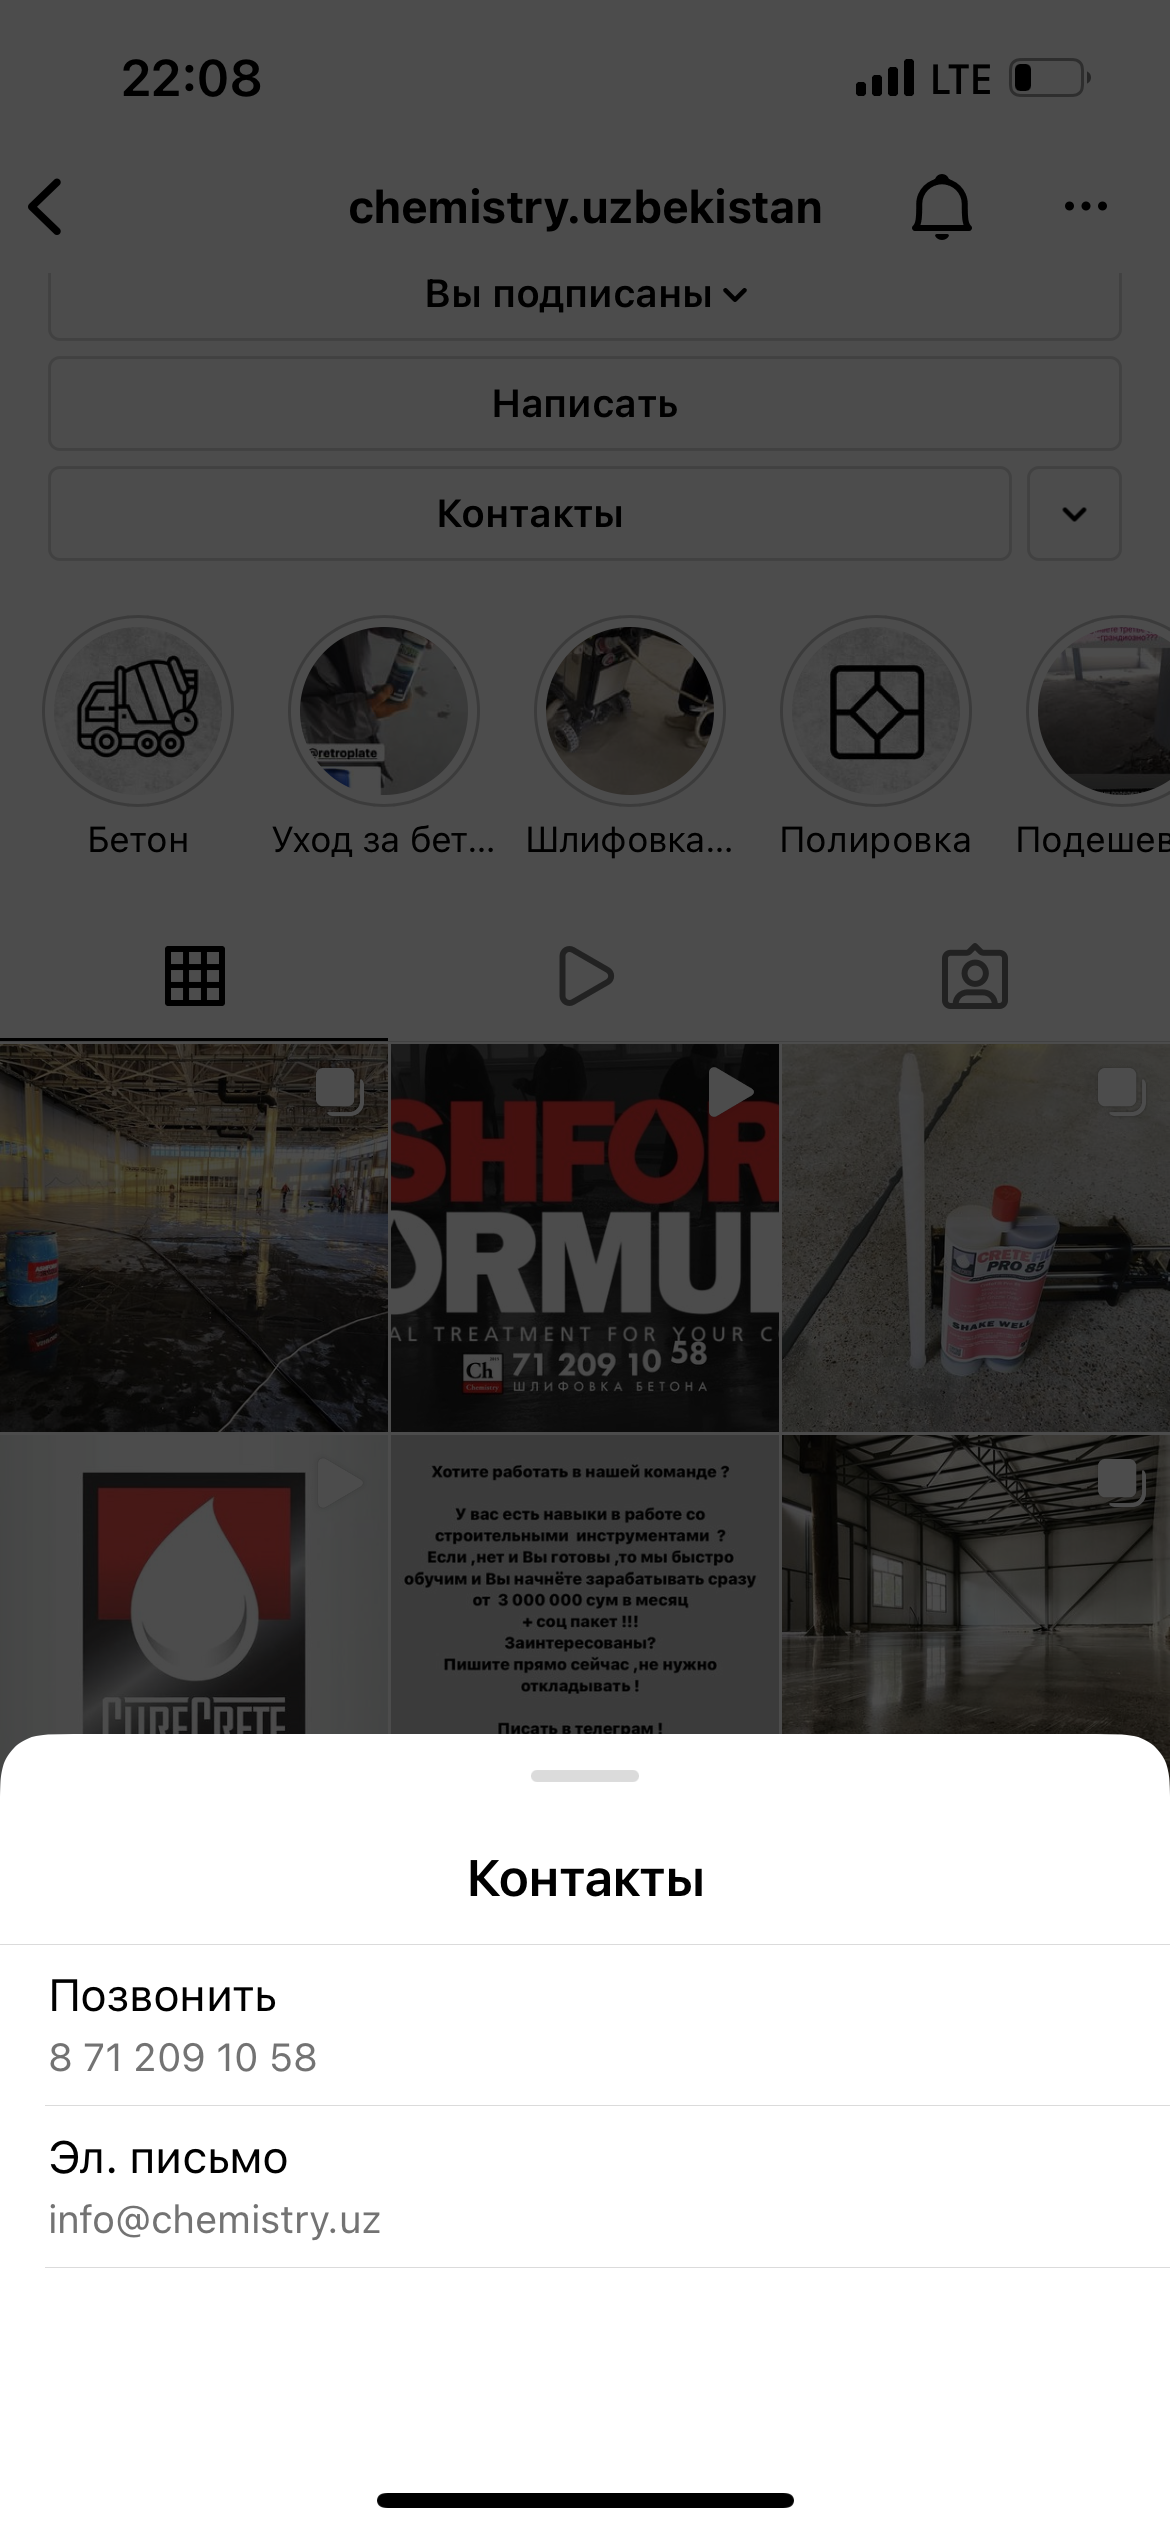 22:08
LTE
chemistry.uzbekistan
Вы подписаны
Написать
Контакты
@retroplate
Бетон
Уход за бет...
Шлифовка...
Полировка
Подешев
SHFOR
ORMUL
AL TREATMENT FOR YOUR C
Ch 71 209 10 58
Chemistry
ШЛИФОВКА БЕТОНА
CRETEFILL
PRO 85
SHAKE WELL
CURECRETE
Хотите работать в нашей команде ?
У вас есть навыки в работе со
строительными инструментами ?
Если ,нет и Вы готовы ,то мы быстро
обучим и Вы начнёте зарабатывать сразу
от 3 000 000 сум в месяц
+ соц пакет !!!
Заинтересованы?
Пишите прямо сейчас ,не нужно
откладывать !
Писать в телеграм !
Контакты
Позвонить
8 71 209 10 58
Эл. письмо
info@chemistry.uz